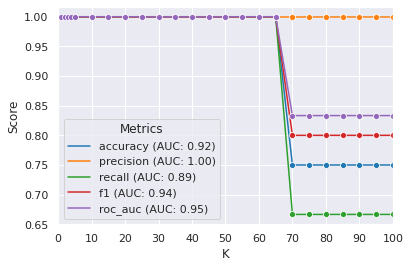 1.00
0.95
0.90
0.85
0.80
0.75
0.70
0.65
Score
Metrics
accuracy (AUC: 0.92)
precision (AUC: 1.00)
recall (AUC: 0.89)
f1 (AUC: 0.94)
roc_auc (AUC: 0.95)
0 10 20 30 40 50 60 70 80 90 100
K